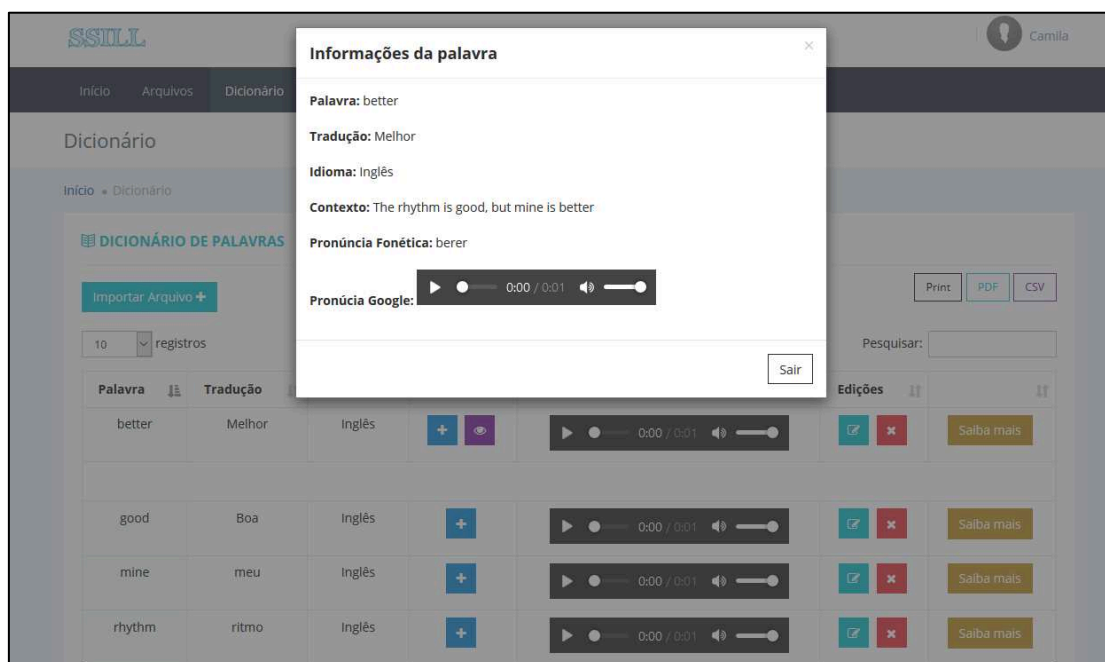 SSILL
Camila
Início Arquivos Dicionário
Dicionário
Início Dicionário
Informações da palavra ×
Palavra: better
Tradução: Melhor
Idioma: Inglês
Contexto: The rhythm is good, but mine is better
Pronúncia Fonética: berer
Pronúcia Google: 0:00 / 0:01
Sair
DICIONÁRIO DE PALAVRAS
Importar Arquivo +
Print PDF CSV
10 registros
Pesquisar:
Palavra Tradução Edições
better Melhor Inglês 0:00 / 0:01 Saiba mais
good Boa Inglês 0:00 / 0:01 Saiba mais
mine meu Inglês 0:00 / 0:01 Saiba mais
rhythm ritmo Inglês 0:00 / 0:01 Saiba mais